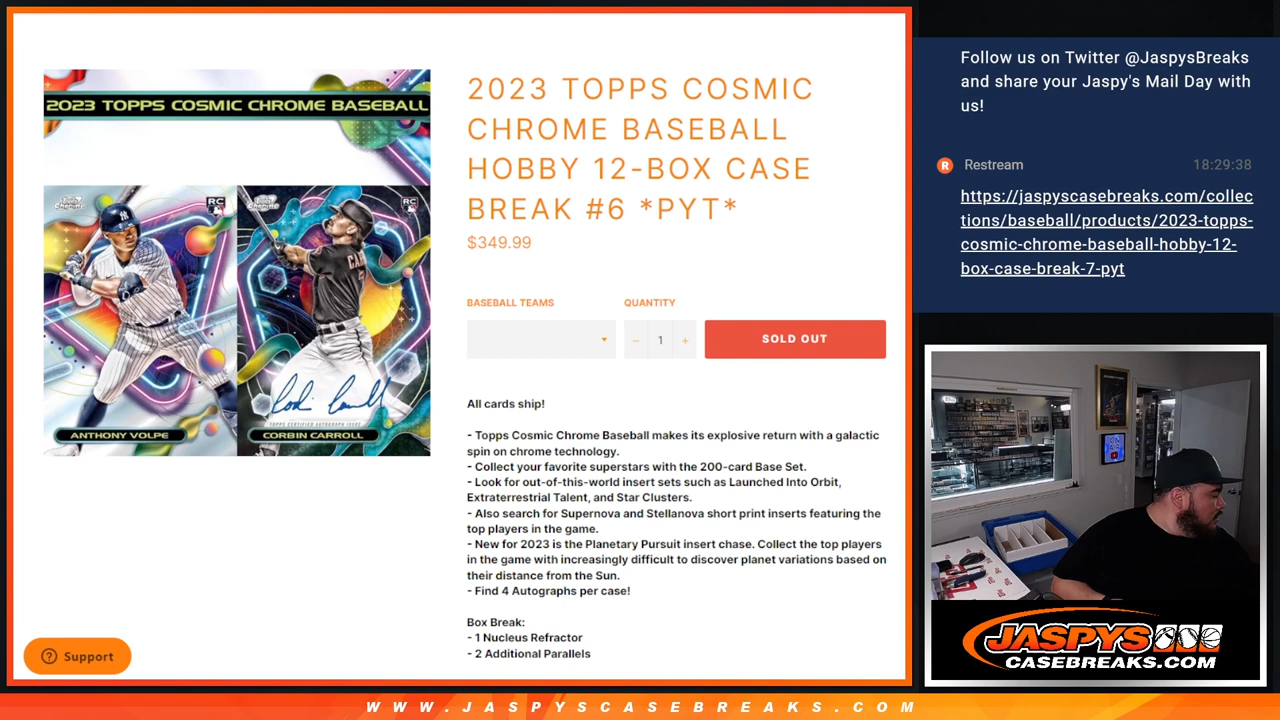 2023 TOPPS COSMIC CHROME BASEBALL
RC
RC
ANTHONY VOLPE
TOPPS CERTIFIED AUTOGRAPH ISSUE
CORBIN CARROLL
2023 TOPPS COSMIC
CHROME BASEBALL
HOBBY 12-BOX CASE
BREAK #6 *PYT*
$349.99
BASEBALL TEAMS
QUANTITY
− 1 +
SOLD OUT
All cards ship!
- Topps Cosmic Chrome Baseball makes its explosive return with a galactic
spin on chrome technology.
- Collect your favorite superstars with the 200-card Base Set.
- Look for out-of-this-world insert sets such as Launched Into Orbit,
Extraterrestrial Talent, and Star Clusters.
- Also search for Supernova and Stellanova short print inserts featuring the
top players in the game.
- New for 2023 is the Planetary Pursuit insert chase. Collect the top players
in the game with increasingly difficult to discover planet variations based on
their distance from the Sun.
- Find 4 Autographs per case!
Box Break:
- 1 Nucleus Refractor
- 2 Additional Parallels
Support
Follow us on Twitter @JaspysBreaks
and share your Jaspy's Mail Day with
us!
R Restream 18:29:38
https://jaspyscasebreaks.com/collec
tions/baseball/products/2023-topps-
cosmic-chrome-baseball-hobby-12-
box-case-break-7-pyt
ON
AIR
JASPYS
CASEBREAKS.COM
WWW.JASPYSCASEBREAKS.COM